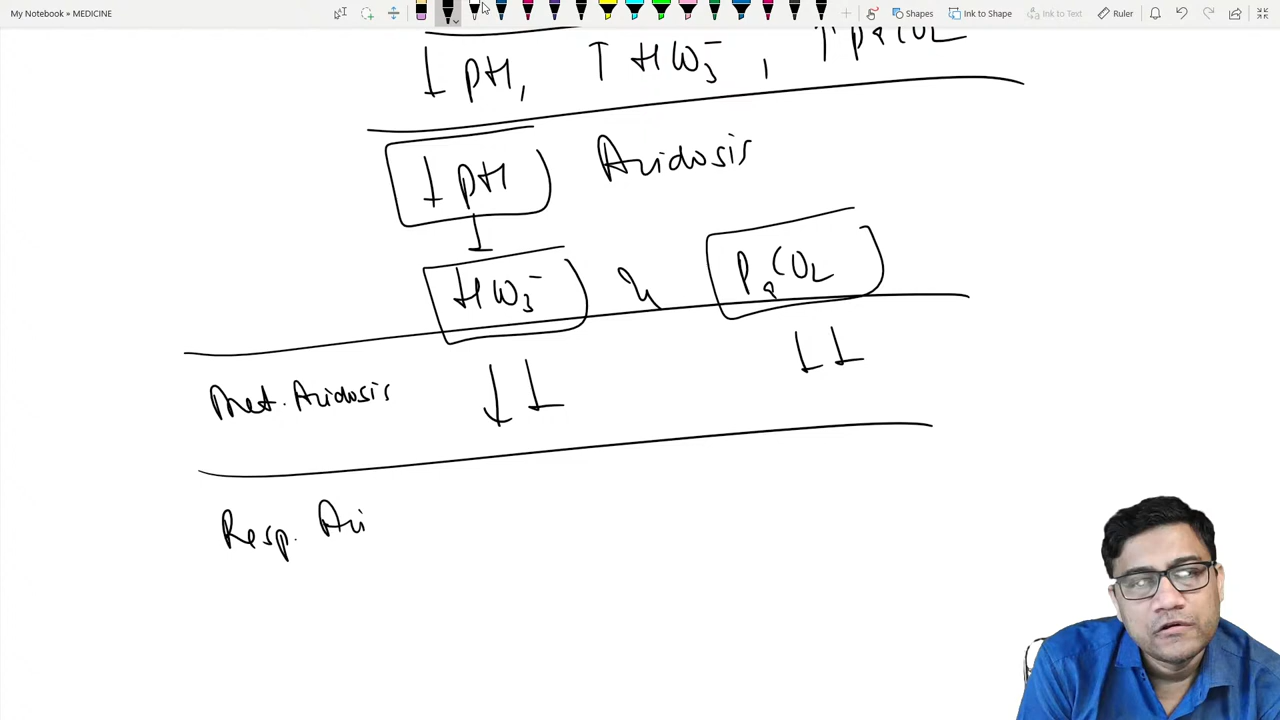 My Notebook » MEDICINE
Shapes Ink to Shape Ink to Text Ruler
↓ pH, ↑ HCO3⁻, ↑ PaCO2
↓ pH Acidosis
HCO3⁻ PaCO2
Met. Acidosis ↓↓ ↓↓
Resp. Aci